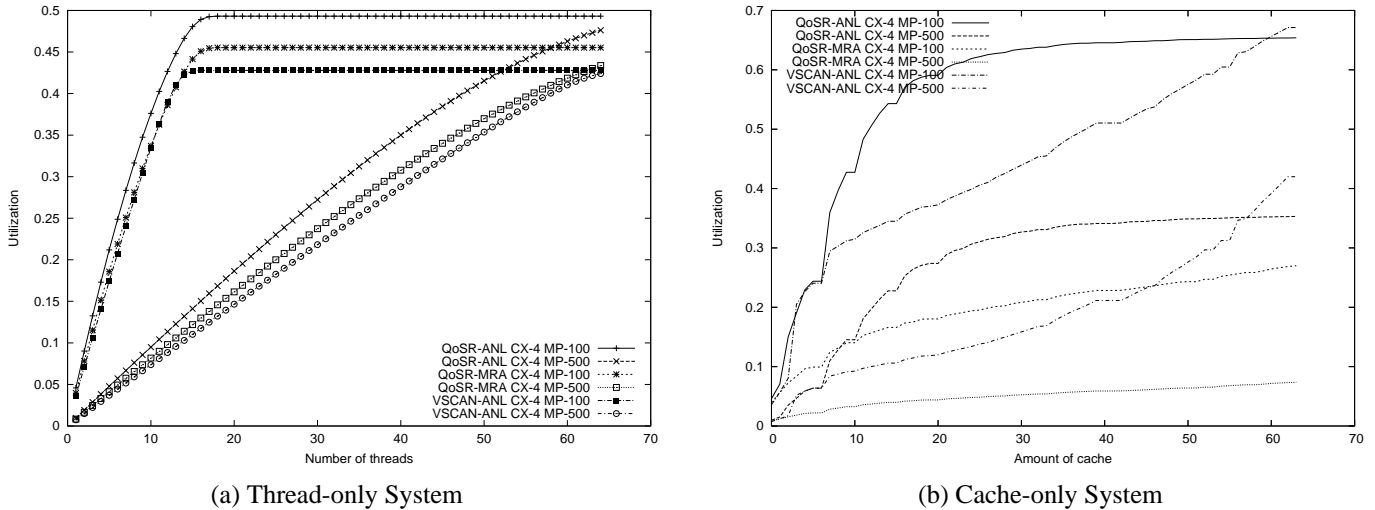 0.5
0.45
0.4
0.35
0.3
0.25
0.2
0.15
0.1
0.05
0
Utilization
QoSR-ANL CX-4 MP-100
QoSR-ANL CX-4 MP-500
QoSR-MRA CX-4 MP-100
QoSR-MRA CX-4 MP-500
VSCAN-ANL CX-4 MP-100
VSCAN-ANL CX-4 MP-500
0 10 20 30 40 50 60 70
Number of threads
(a) Thread-only System
0.7
0.6
0.5
0.4
0.3
0.2
0.1
0
Utilization
QoSR-ANL CX-4 MP-100
QoSR-ANL CX-4 MP-500
QoSR-MRA CX-4 MP-100
QoSR-MRA CX-4 MP-500
VSCAN-ANL CX-4 MP-100
VSCAN-ANL CX-4 MP-500
0 10 20 30 40 50 60 70
Amount of cache
(b) Cache-only System